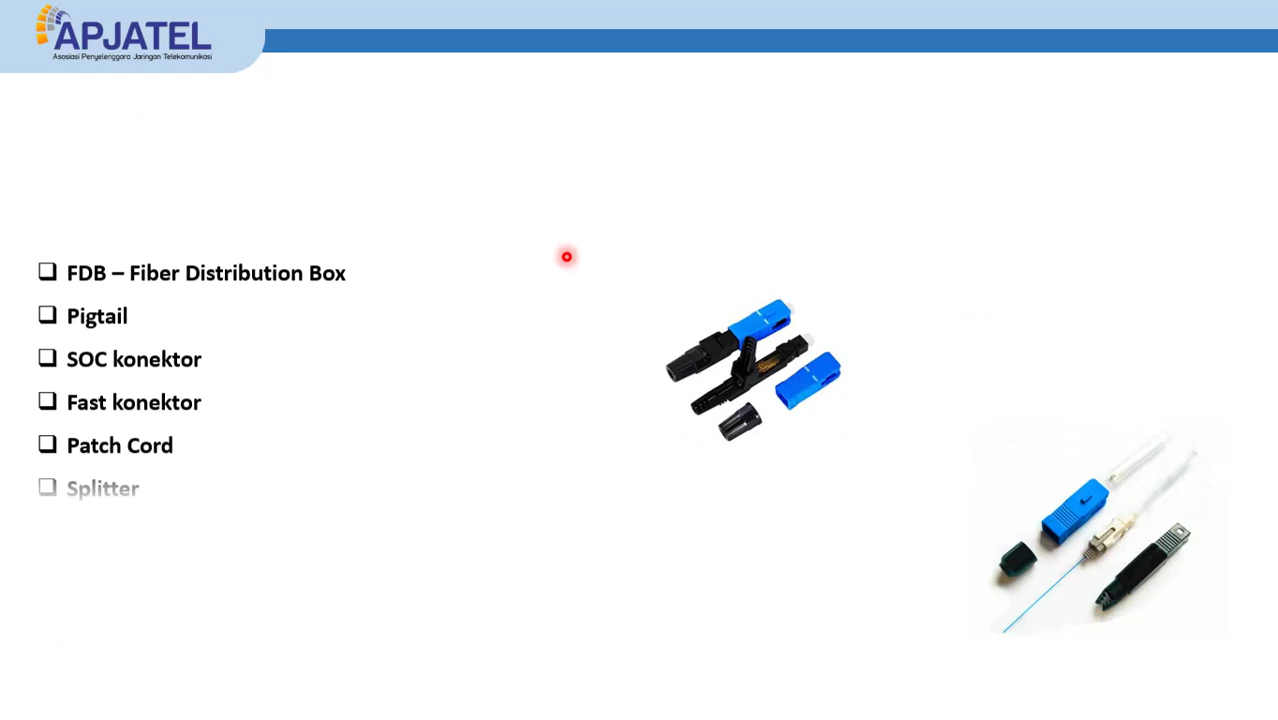 APJATEL
Asosiasi Penyelenggara Jaringan Telekomunikasi
FDB – Fiber Distribution Box
Pigtail
SOC konektor
Fast konektor
Patch Cord
Splitter